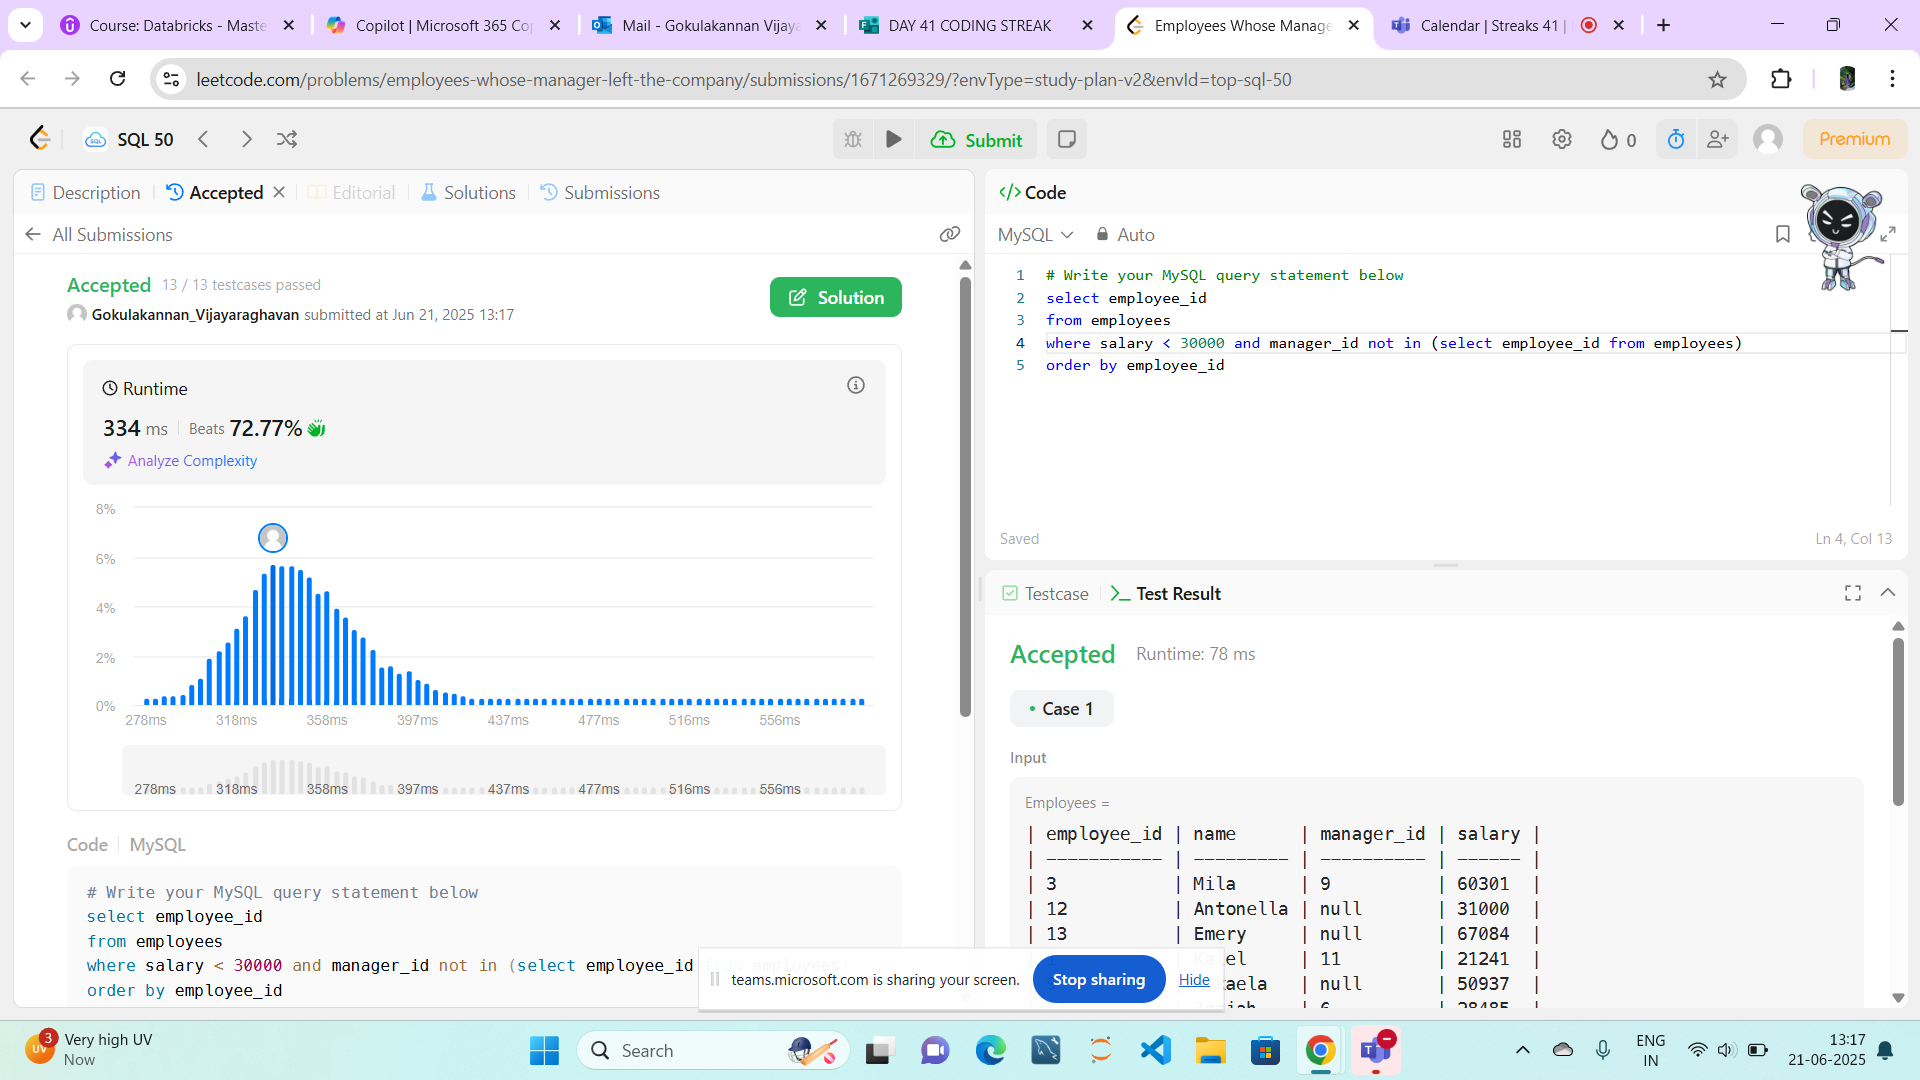 Course: Databricks - Maste
Copilot | Microsoft 365 Co
Mail - Gokulakannan Vijaya
DAY 41 CODING STREAK
Employees Whose Manage
Calendar | Streaks 41 |
leetcode.com/problems/employees-whose-manager-left-the-company/submissions/1671269329/?envType=study-plan-v2&envId=top-sql-50
SQL 50
Submit
0
Premium
Description
Accepted
Editorial
Solutions
Submissions
All Submissions
Accepted 13 / 13 testcases passed
Gokulakannan_Vijayaraghavan submitted at Jun 21, 2025 13:17
Solution
Runtime
334 ms Beats 72.77%
Analyze Complexity
8%
6%
4%
2%
0%
278ms 318ms 358ms 397ms 437ms 477ms 516ms 556ms
278ms 318ms 358ms 397ms 437ms 477ms 516ms 556ms
Code MySQL
# Write your MySQL query statement below
select employee_id
from employees
where salary < 30000 and manager_id not in (select employee_id
order by employee_id
</> Code
MySQL Auto
1 # Write your MySQL query statement below
2 select employee_id
3 from employees
4 where salary < 30000 and manager_id not in (select employee_id from employees)
5 order by employee_id
Saved
Ln 4, Col 13
Testcase
Test Result
Accepted Runtime: 78 ms
Case 1
Input
Employees =
| employee_id | name | manager_id | salary |
| ----------- | --------- | ---------- | ------ |
| 3 | Mila | 9 | 60301 |
| 12 | Antonella | null | 31000 |
| 13 | Emery | null | 67084 |
| el | 11 | 21241 |
aela | null | 50937 |
| 6 | 28485 |
teams.microsoft.com is sharing your screen.
Stop sharing
Hide
3
UV
Very high UV
Now
Search
ENG
IN
13:17
21-06-2025